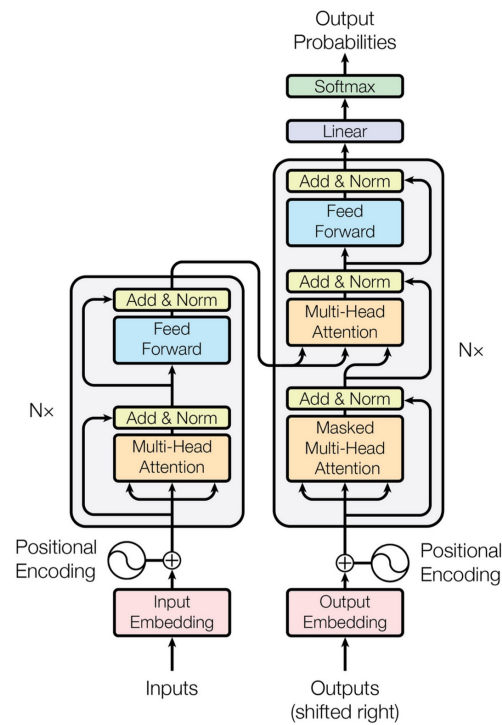 Output
Probabilities
Softmax
Linear
Add & Norm
Feed
Forward
Add & Norm
Multi-Head
Attention
Add & Norm
Masked
Multi-Head
Attention
N×
Add & Norm
Feed
Forward
Add & Norm
Multi-Head
Attention
N×
Positional
Encoding
Positional
Encoding
Input
Embedding
Output
Embedding
Inputs
Outputs
(shifted right)